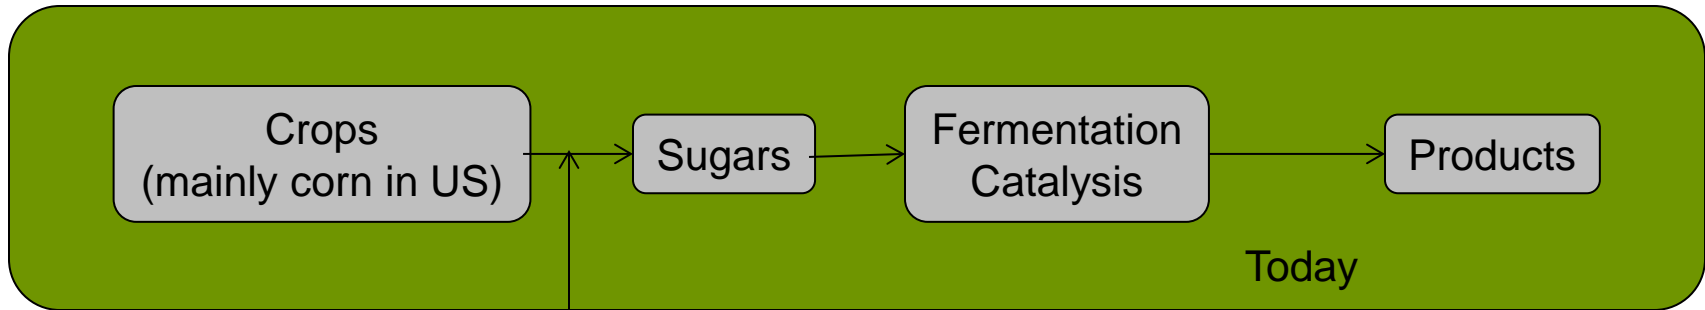 Crops
(mainly corn in US)
Sugars
Fermentation
Catalysis
Products
Today